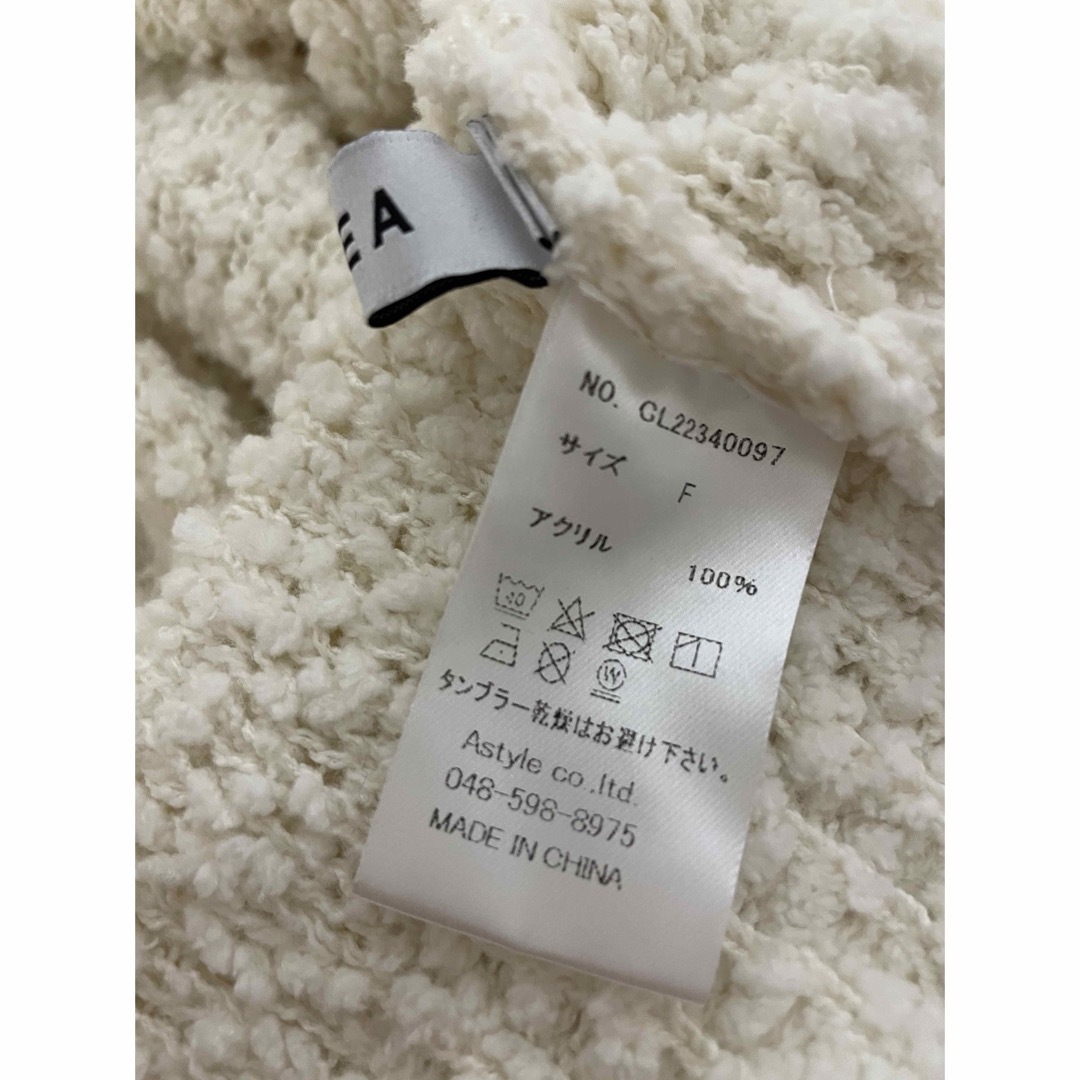 EA
NO. CL22340097
サイズ F
アクリル 100%
40
W
タンブラー乾燥はお避け下さい。
Astyle co.,ltd.
048-598-8975
MADE IN CHINA